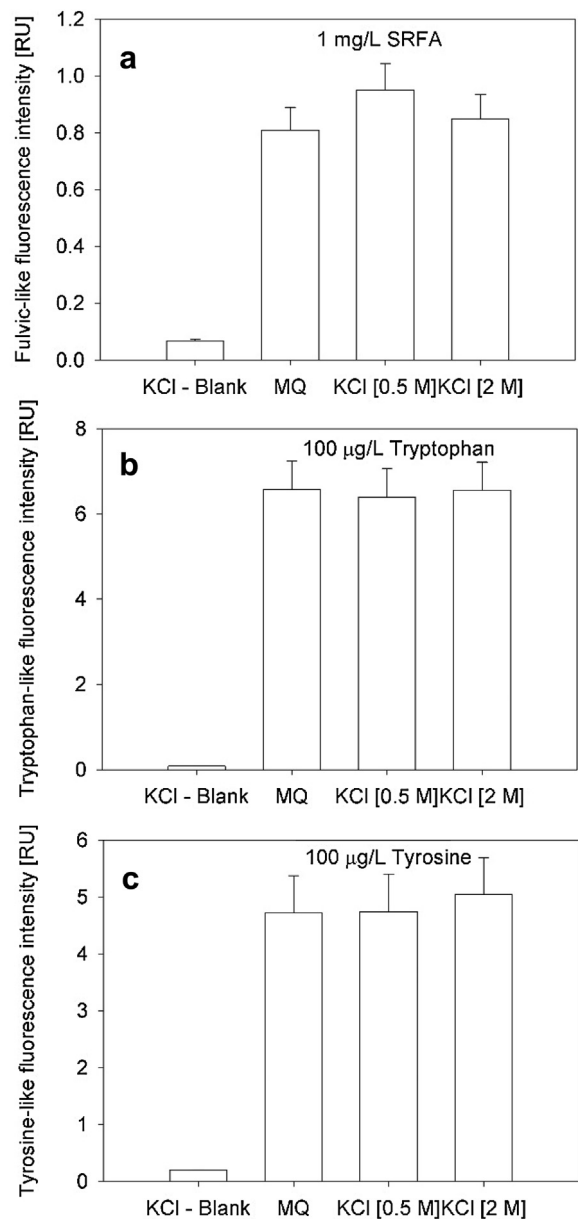 Fulvic-like fluorescence intensity [RU]
1.2
1.0
0.8
0.6
0.4
0.2
0.0
a
1 mg/L SRFA
KCl - Blank MQ KCl [0.5 M] KCl [2 M]
Tryptophan-like fluorescence intensity [RU]
8
6
4
2
0
b
100 µg/L Tryptophan
KCl - Blank MQ KCl [0.5 M] KCl [2 M]
Tyrosine-like fluorescence intensity [RU]
6
5
4
3
2
1
0
c
100 µg/L Tyrosine
KCl - Blank MQ KCl [0.5 M] KCl [2 M]